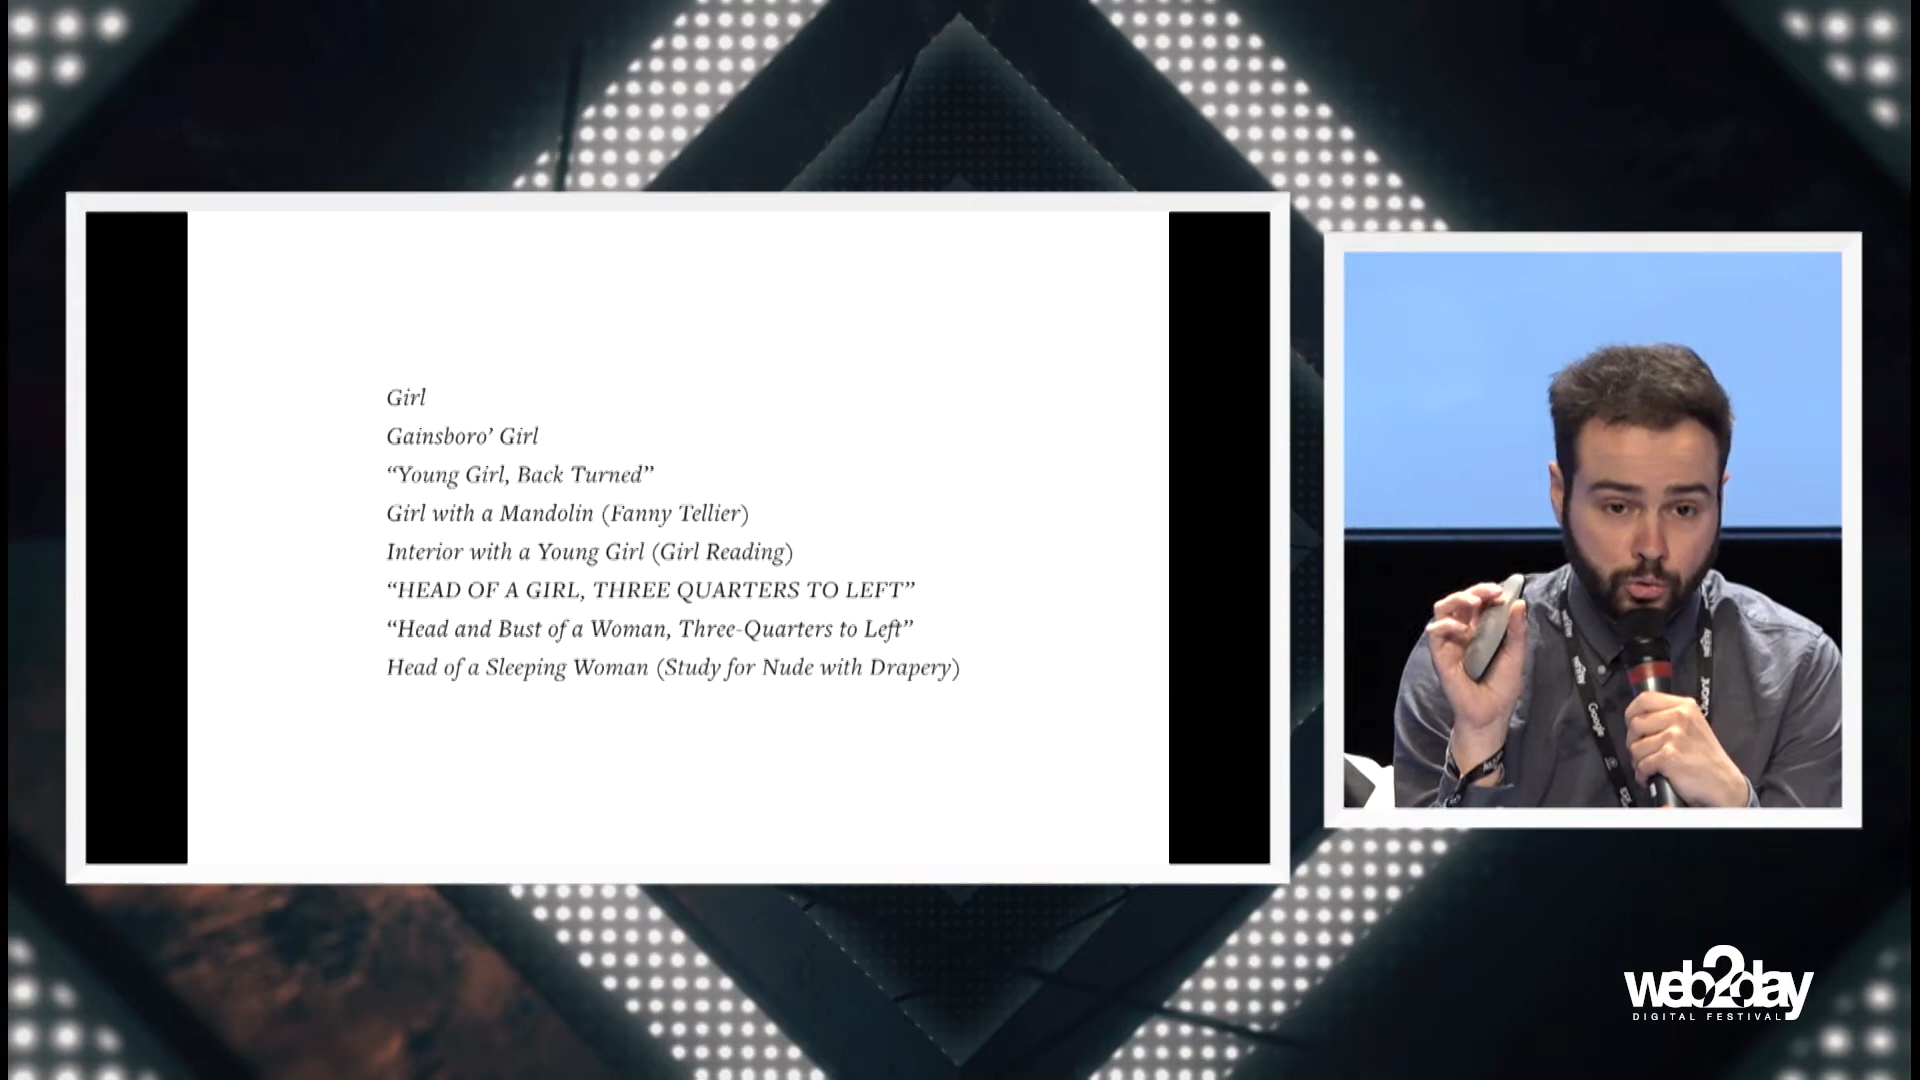 Girl
Gainsboro’ Girl
“Young Girl, Back Turned”
Girl with a Mandolin (Fanny Tellier)
Interior with a Young Girl (Girl Reading)
“HEAD OF A GIRL, THREE QUARTERS TO LEFT”
“Head and Bust of a Woman, Three-Quarters to Left”
Head of a Sleeping Woman (Study for Nude with Drapery)
Google
web2day
DIGITAL FESTIVAL